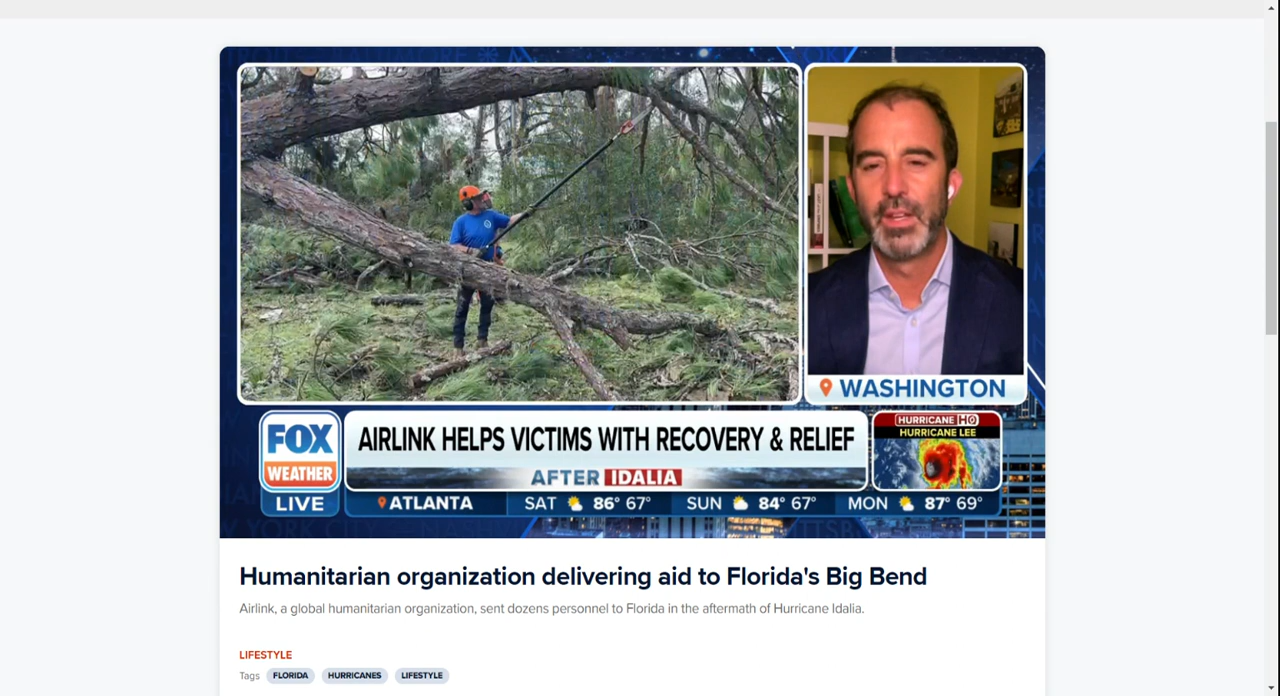 WASHINGTON
FOX
WEATHER
LIVE
AIRLINK HELPS VICTIMS WITH RECOVERY & RELIEF
AFTER IDALIA
HURRICANE HQ
HURRICANE LEE
ATLANTA SAT 86° 67° SUN 84° 67° MON 87° 69°
Humanitarian organization delivering aid to Florida's Big Bend
Airlink, a global humanitarian organization, sent dozens personnel to Florida in the aftermath of Hurricane Idalia.
LIFESTYLE
Tags FLORIDA HURRICANES LIFESTYLE